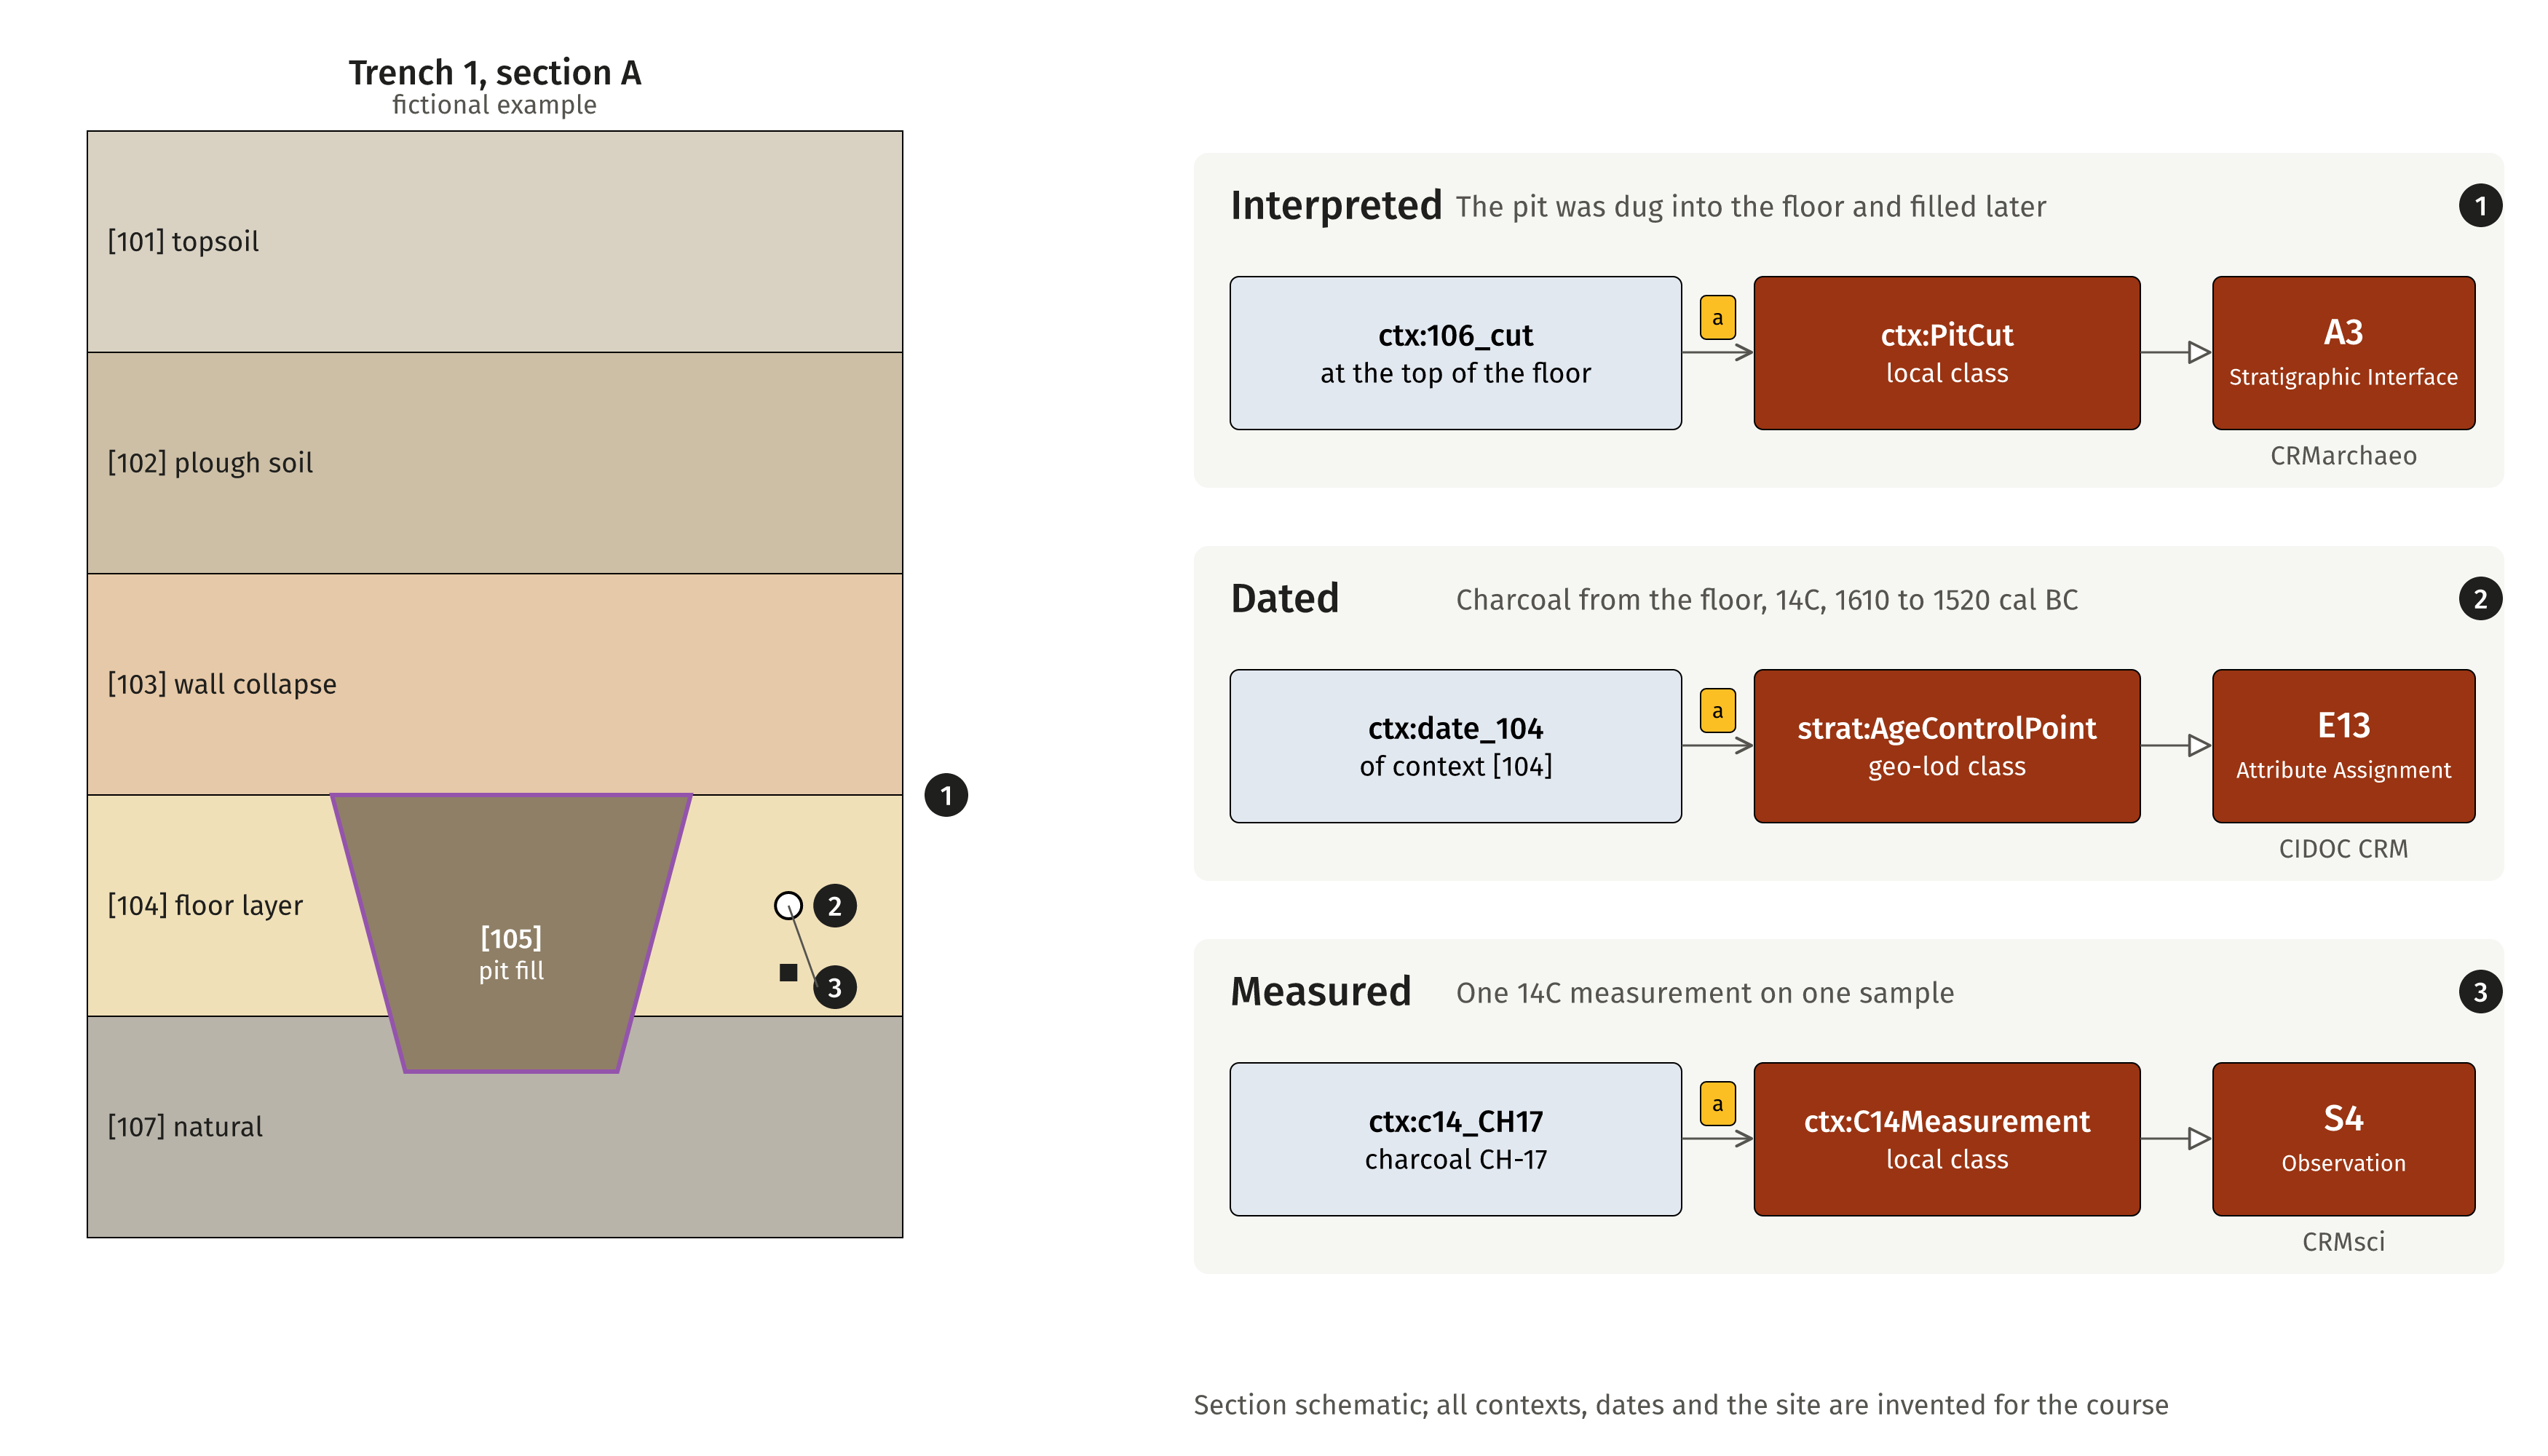 Trench 1, section A
fictional example
[101] topsoil
[102] plough soil
[103] wall collapse
1
[104] floor layer
2
[105]
pit fill
3
[107] natural
Interpreted The pit was dug into the floor and filled later 1
ctx:106_cut
at the top of the floor
a
ctx:PitCut
local class
A3
Stratigraphic Interface
CRMarchaeo
Dated Charcoal from the floor, 14C, 1610 to 1520 cal BC 2
ctx:date_104
of context [104]
a
strat:AgeControlPoint
geo-lod class
E13
Attribute Assignment
CIDOC CRM
Measured One 14C measurement on one sample 3
ctx:c14_CH17
charcoal CH-17
a
ctx:C14Measurement
local class
S4
Observation
CRMsci
Section schematic; all contexts, dates and the site are invented for the course